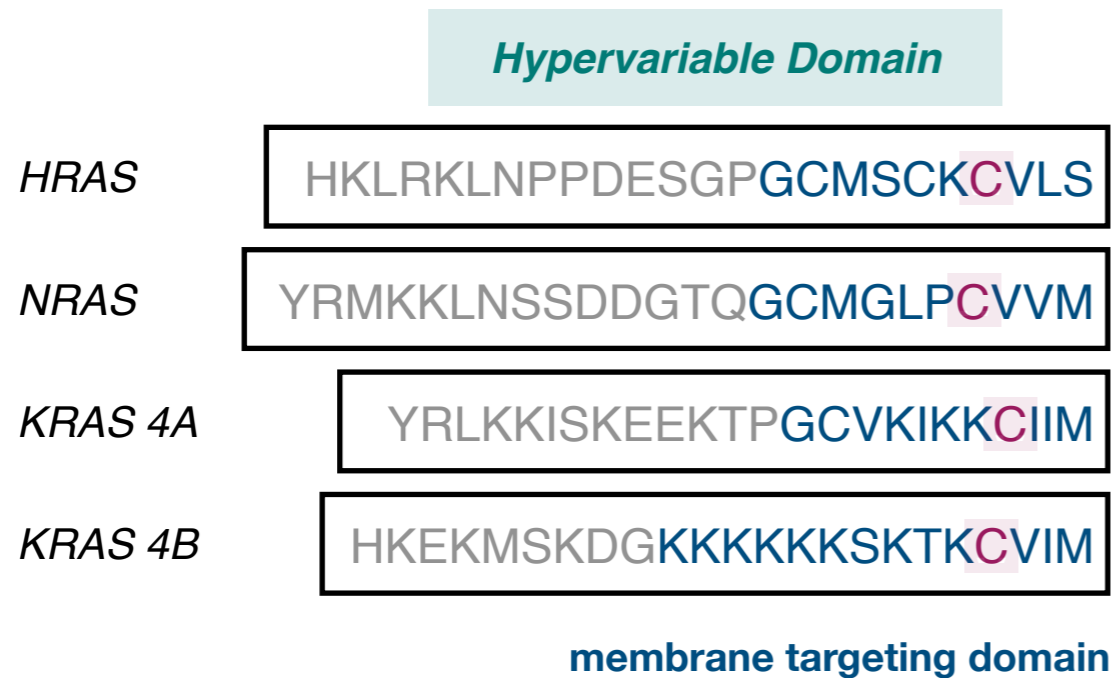 Hypervariable Domain
HRAS HKLRKLNPPDESGPGCMSCKCVLS
NRAS YRMKKLNSSDDGTQGCMGLPCVVM
KRAS 4A YRLKKISKEEKTPGCVKIKKCIIM
KRAS 4B HKEKMSKDGKKKKKKSKTKCVIM
membrane targeting domain